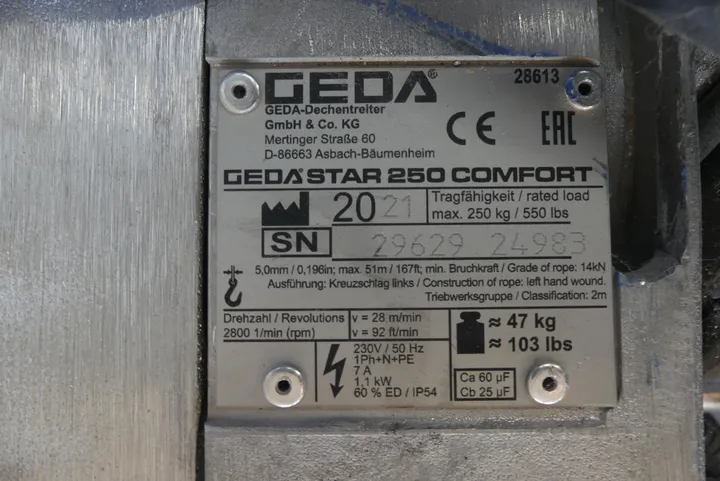 GEDA® 28613
GEDA-Dechentreiter
GmbH & Co. KG
Mertinger Straße 60
D-86663 Asbach-Bäumenheim
CE EAC
GEDA STAR 250 COMFORT
2021
Tragfähigkeit / rated load
max. 250 kg / 550 lbs
SN 29629 24983
5,0mm / 0,196in; max. 51m / 167ft; min. Bruchkraft / Grade of rope: 14kN
Ausführung: Kreuzschlag links / Construction of rope: left hand wound.
Triebwerksgruppe / Classification: 2m
Drehzahl / Revolutions
2800 1/min (rpm)
v = 28 m/min
v = 92 ft/min
≈ 47 kg
≈ 103 lbs
230V / 50 Hz
1Ph+N+PE
7 A
1,1 kW
60 % ED / IP54
Ca 60 µF
Cb 25 µF